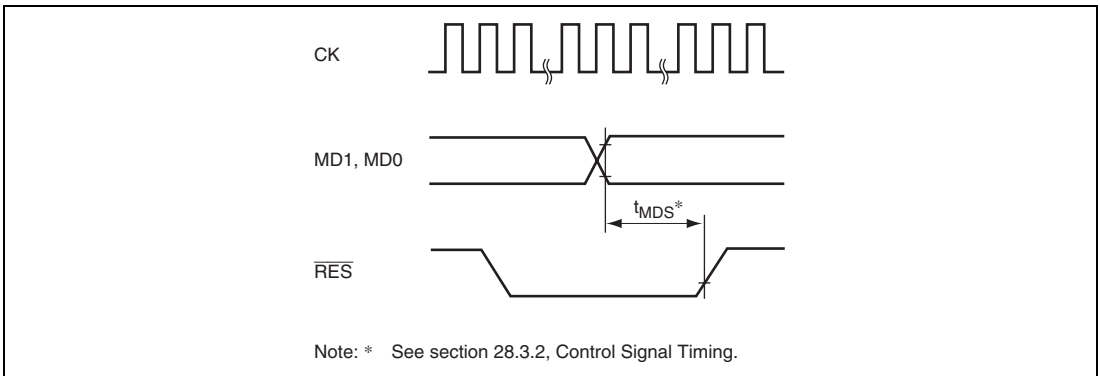 CK
MD1, MD0
tMDS*
RES
Note: * See section 28.3.2, Control Signal Timing.